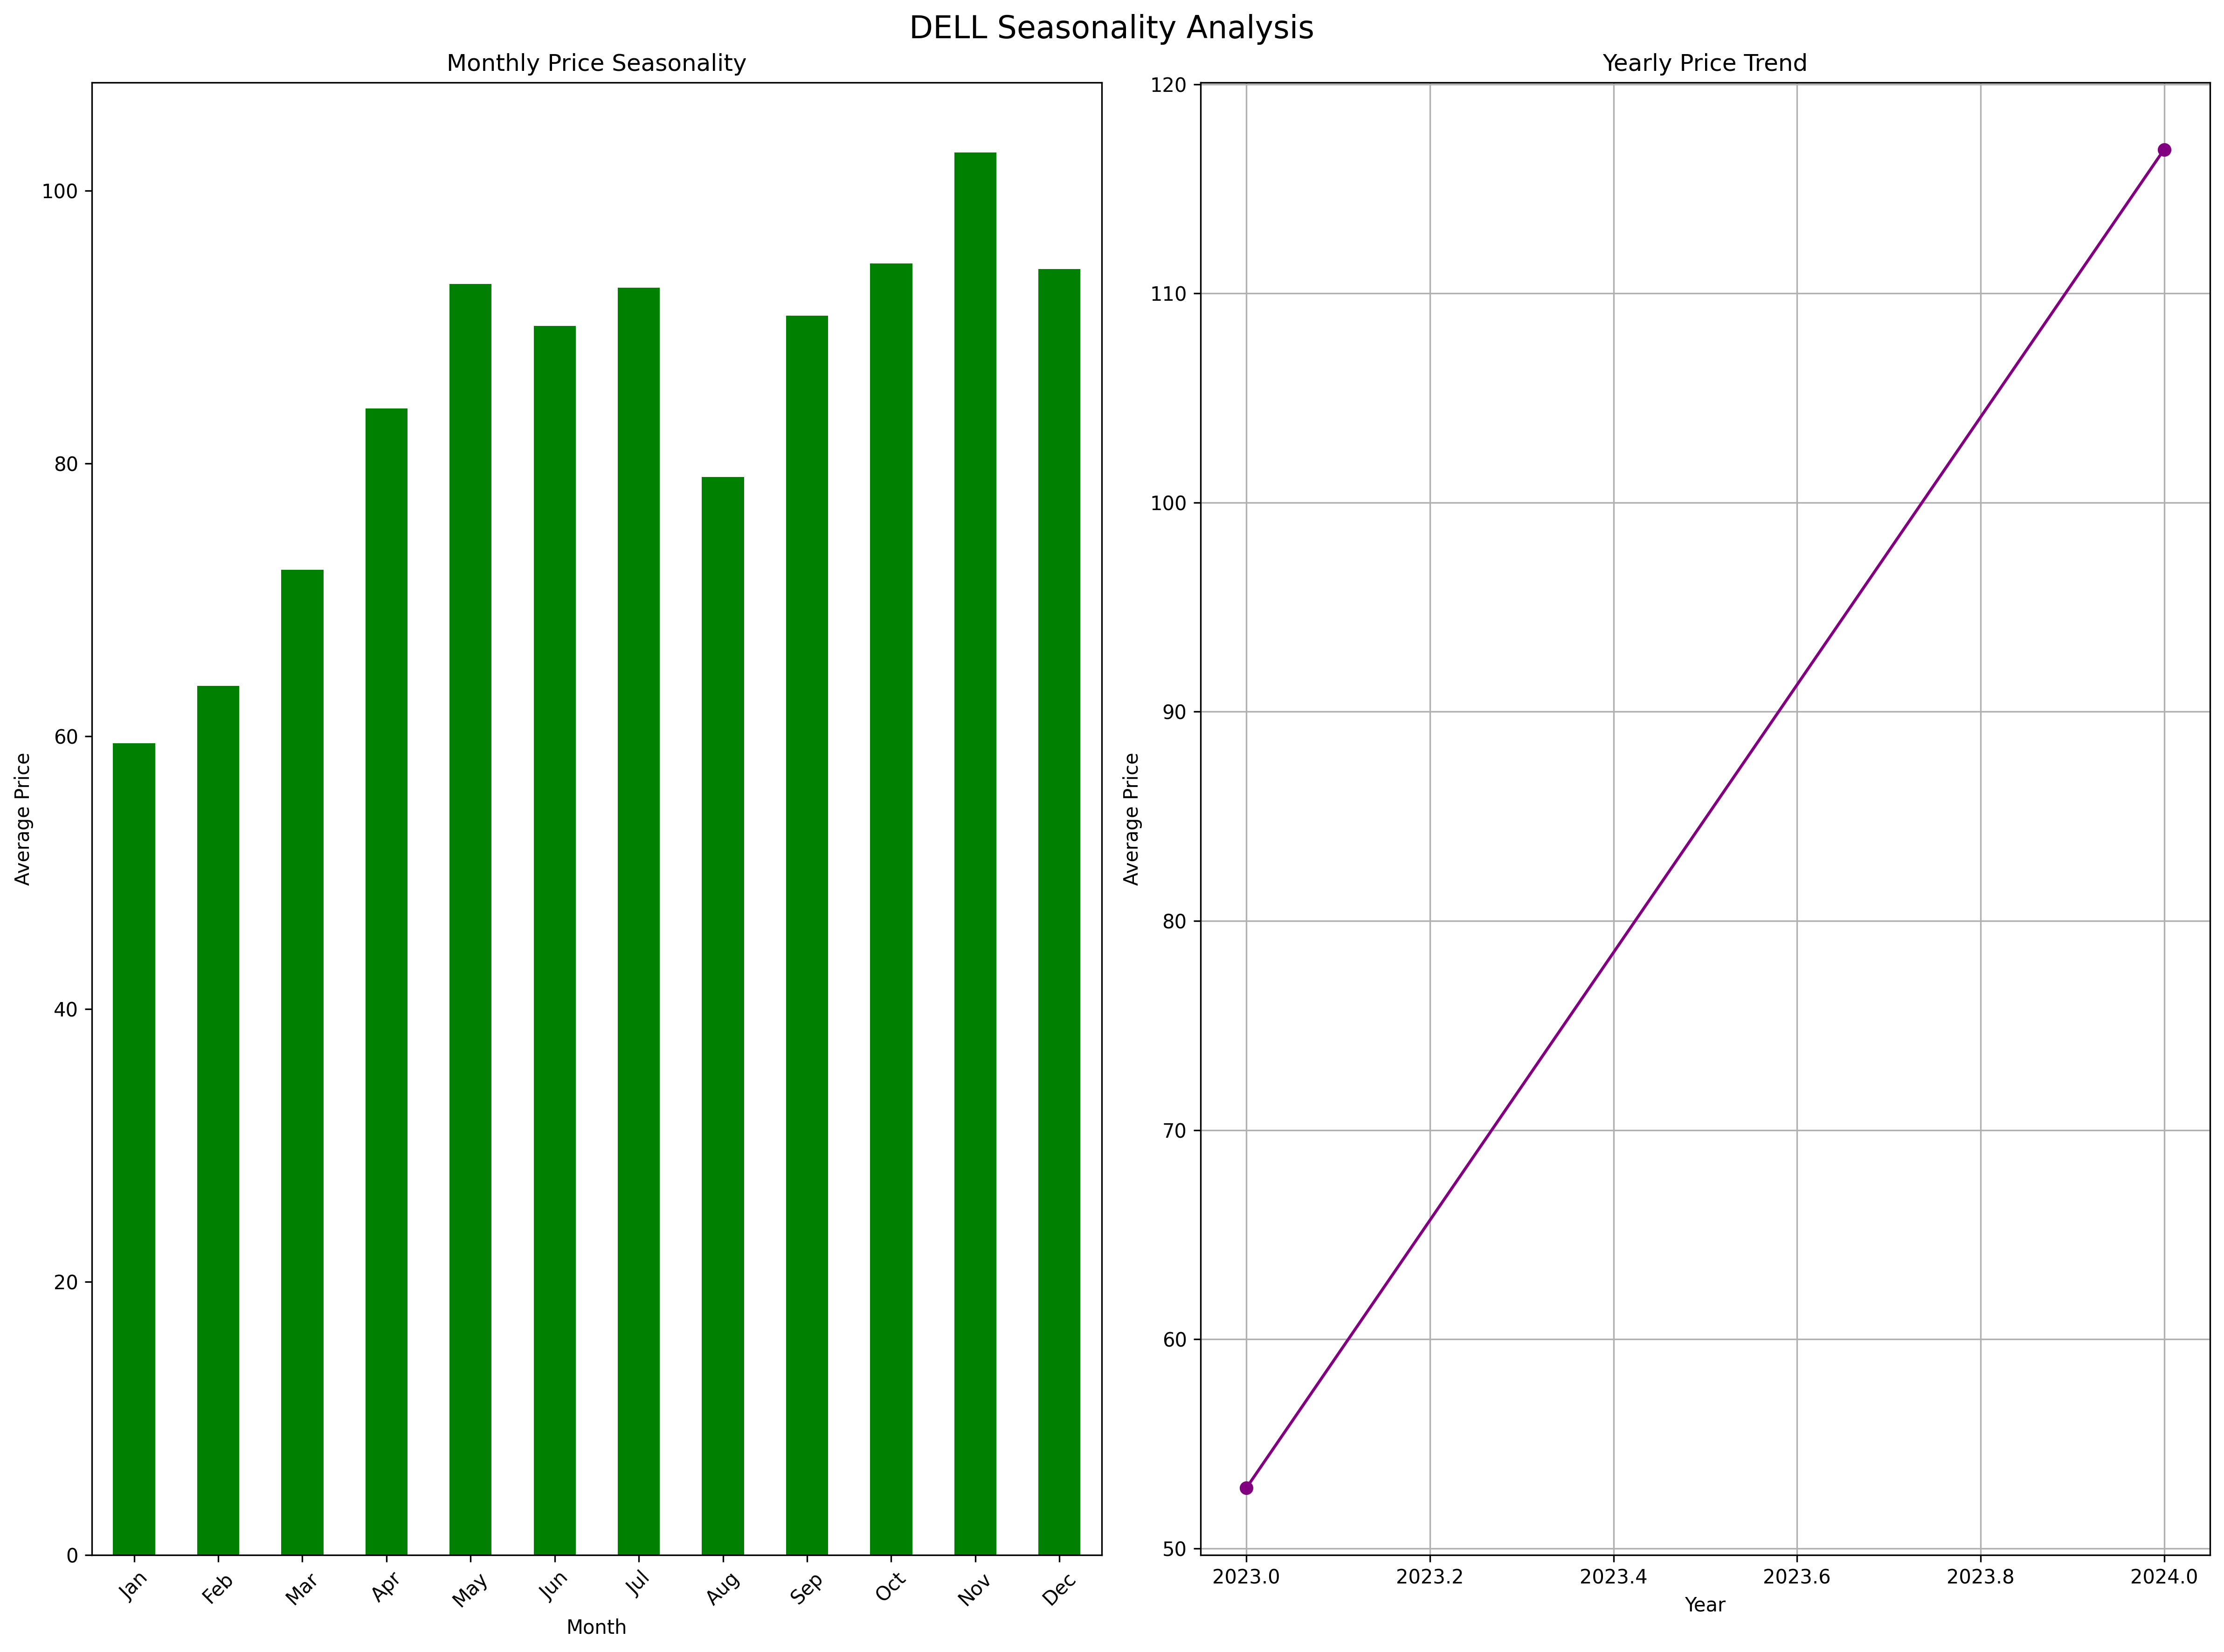 DELL Seasonality Analysis
Monthly Price Seasonality
Average Price
100
80
60
40
20
0
Jan
Feb
Mar
Apr
May
Jun
Jul
Aug
Sep
Oct
Nov
Dec
Month
Yearly Price Trend
Average Price
120
110
100
90
80
70
60
50
2023.0
2023.2
2023.4
2023.6
2023.8
2024.0
Year